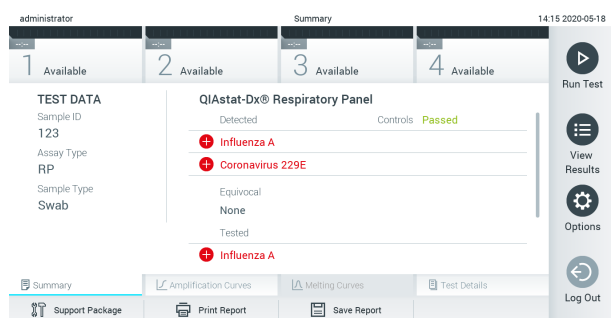 administrator Summary 14:15 2020-05-18
--:-- --:-- --:-- --:--
1 Available 2 Available 3 Available 4 Available
Run Test
TEST DATA
Sample ID
123
Assay Type
RP
Sample Type
Swab
QIAstat-Dx® Respiratory Panel
Detected Controls Passed
Influenza A
Coronavirus 229E
Equivocal
None
Tested
Influenza A
View
Results
Options
Log Out
Summary Amplification Curves Melting Curves Test Details
Support Package Print Report Save Report